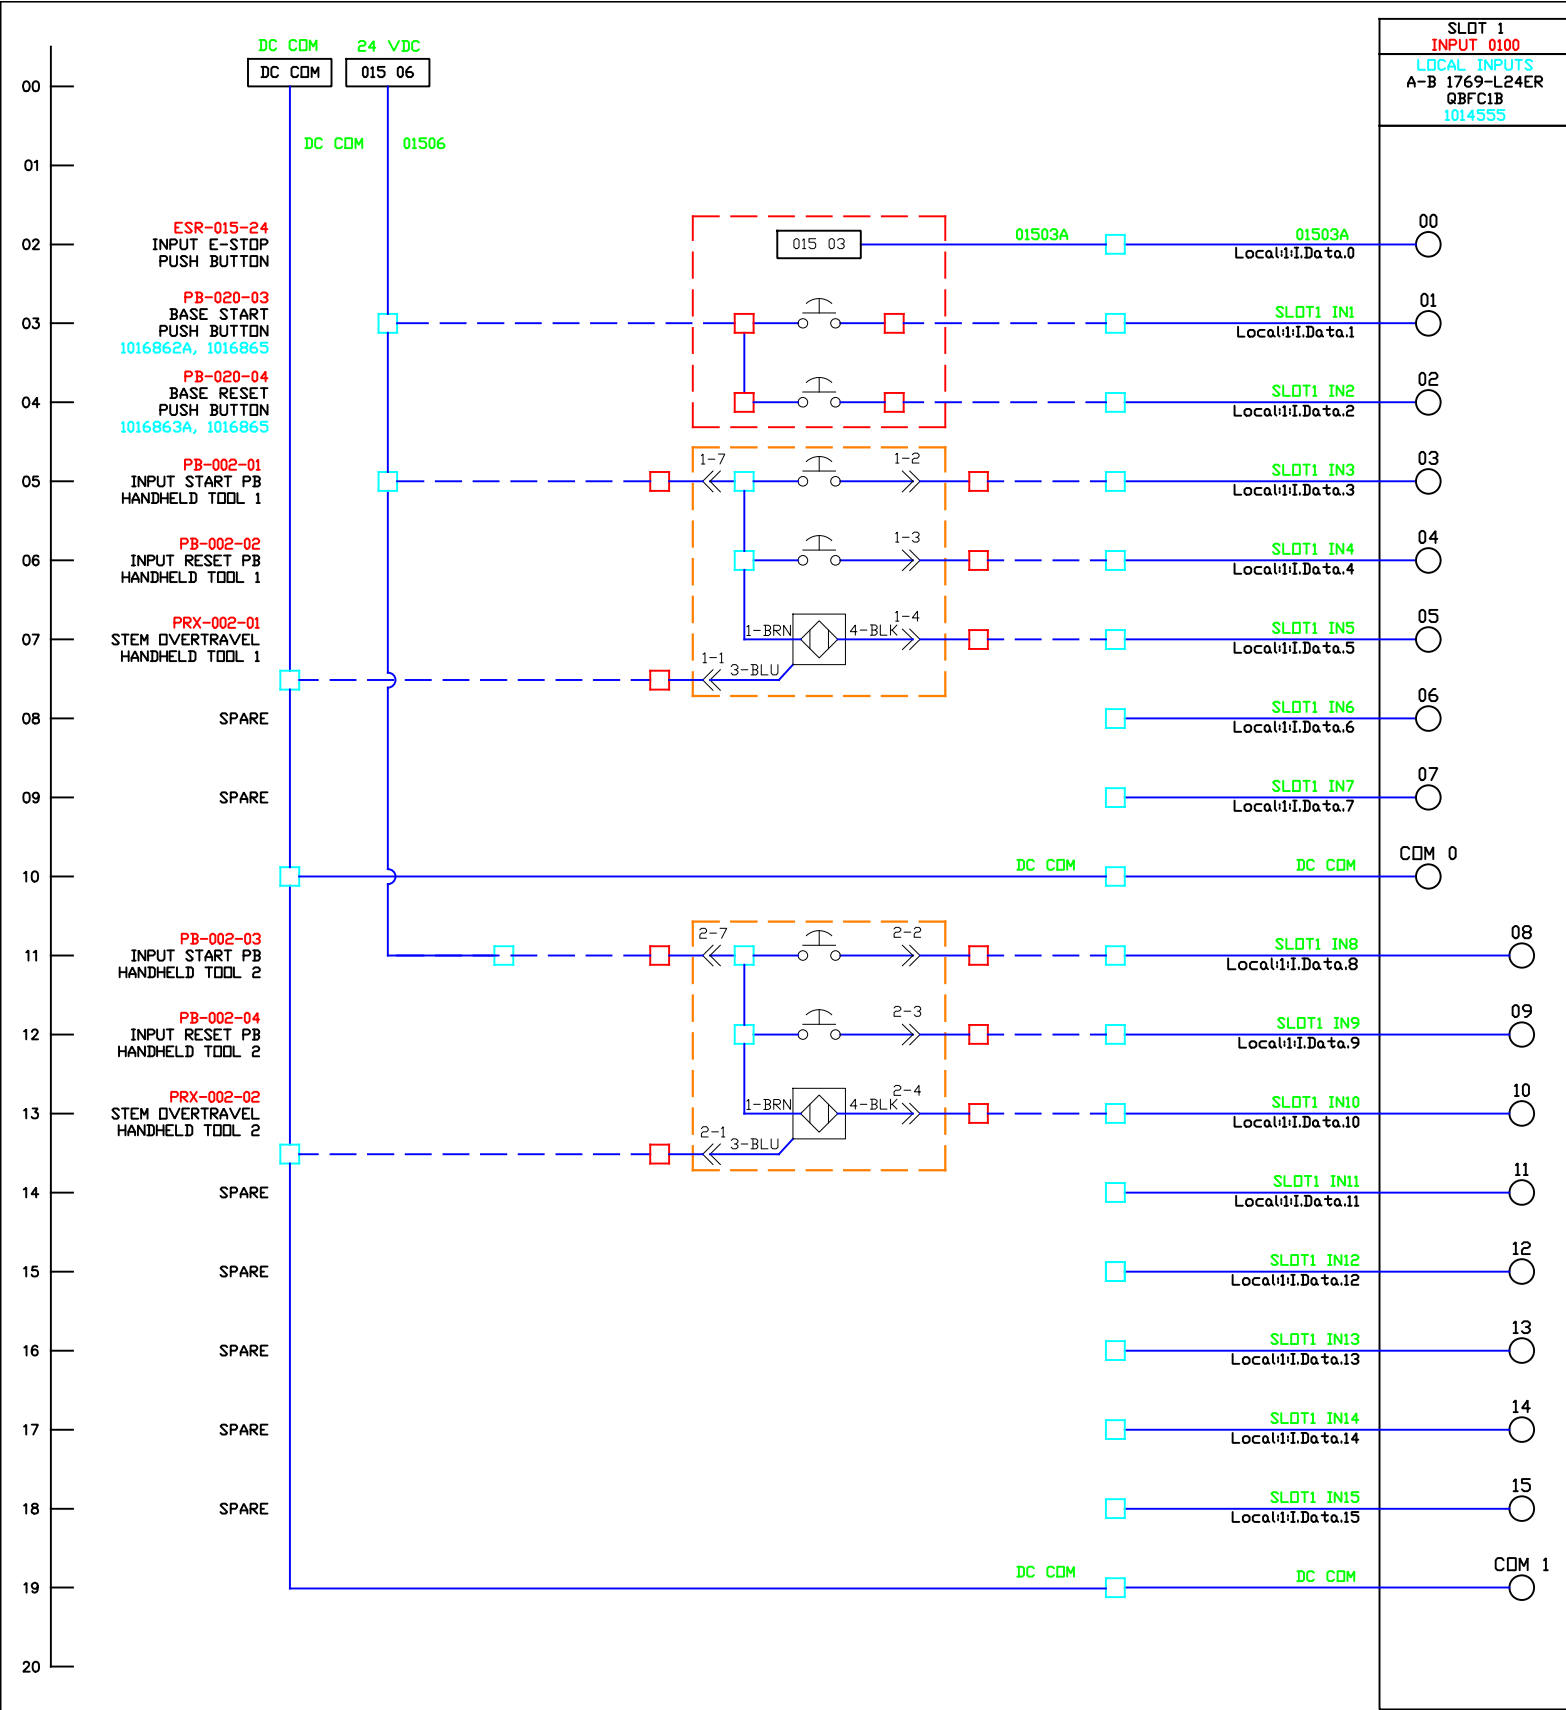 SLOT 1
INPUT 0100
LOCAL INPUTS
A-B 1769-L24ER
QBFC1B
1014555
DC COM
24 VDC
DC COM
015 06
00
DC COM
01506
01
ESR-015-24
INPUT E-STOP
PUSH BUTTON
02
015 03
01503A
01503A
Local:1:I.Data.0
00
PB-020-03
BASE START
PUSH BUTTON
1016862A, 1016865
03
SLOT1 IN1
Local:1:I.Data.1
01
PB-020-04
BASE RESET
PUSH BUTTON
1016863A, 1016865
04
SLOT1 IN2
Local:1:I.Data.2
02
PB-002-01
INPUT START PB
HANDHELD TOOL 1
05
1-7
1-2
SLOT1 IN3
Local:1:I.Data.3
03
PB-002-02
INPUT RESET PB
HANDHELD TOOL 1
06
1-3
SLOT1 IN4
Local:1:I.Data.4
04
PRX-002-01
STEM OVERTRAVEL
HANDHELD TOOL 1
07
1-BRN
4-BLK
1-4
1-1
3-BLU
SLOT1 IN5
Local:1:I.Data.5
05
08
SPARE
SLOT1 IN6
Local:1:I.Data.6
06
09
SPARE
SLOT1 IN7
Local:1:I.Data.7
07
10
DC COM
DC COM
COM 0
PB-002-03
INPUT START PB
HANDHELD TOOL 2
11
2-7
2-2
SLOT1 IN8
Local:1:I.Data.8
08
PB-002-04
INPUT RESET PB
HANDHELD TOOL 2
12
2-3
SLOT1 IN9
Local:1:I.Data.9
09
PRX-002-02
STEM OVERTRAVEL
HANDHELD TOOL 2
13
1-BRN
4-BLK
2-4
2-1
3-BLU
SLOT1 IN10
Local:1:I.Data.10
10
14
SPARE
SLOT1 IN11
Local:1:I.Data.11
11
15
SPARE
SLOT1 IN12
Local:1:I.Data.12
12
16
SPARE
SLOT1 IN13
Local:1:I.Data.13
13
17
SPARE
SLOT1 IN14
Local:1:I.Data.14
14
18
SPARE
SLOT1 IN15
Local:1:I.Data.15
15
19
DC COM
DC COM
COM 1
20